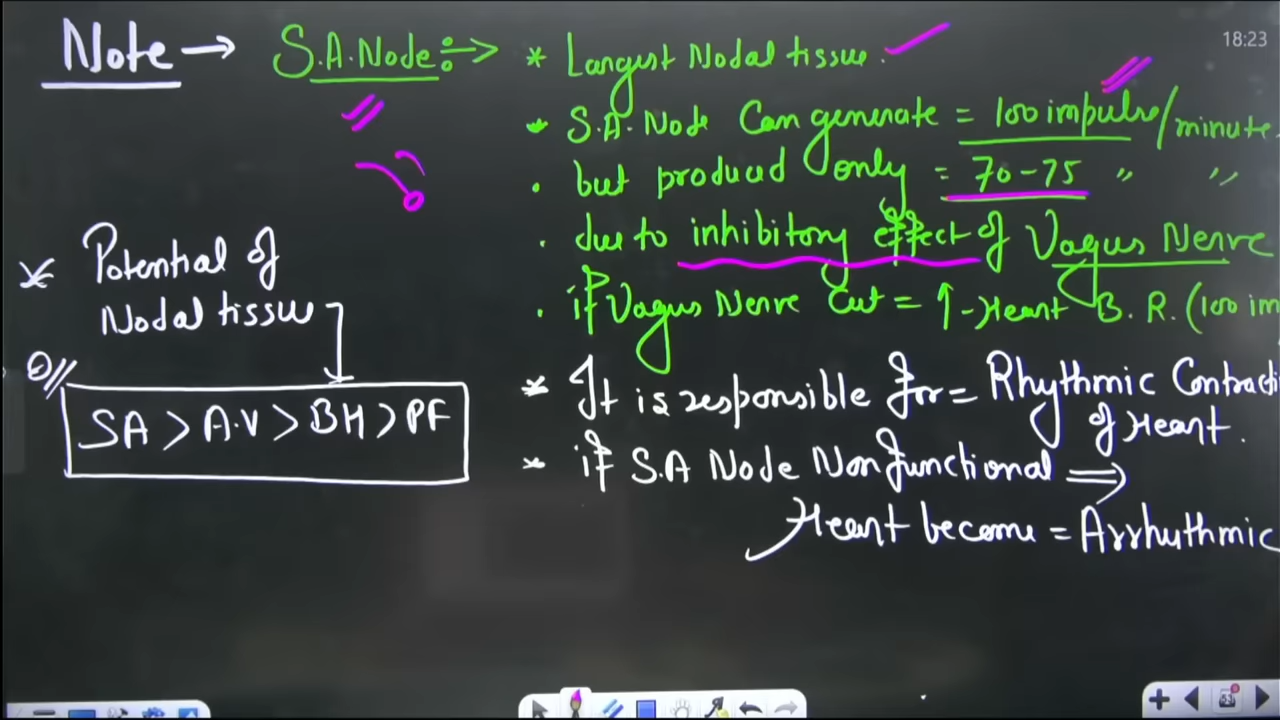 Note → S.A.Node:→ * Largest Nodal tissue.
18:23
* S.A. Node Can generate = 100 impulse/minute
. but produced only = 70-75 " "
. due to inhibitory effect of Vagus Nerve
. if Vagus Nerve Cut = ↑-Heart B.R. (100 im
* It is responsible for = Rhythmic Contracti
of Heart.
* if S.A Node Nonfunctional ⇒
Heart become = Arrhythmic
* Potential of
Nodal tissue
Q//
SA > A.V > BH > PF